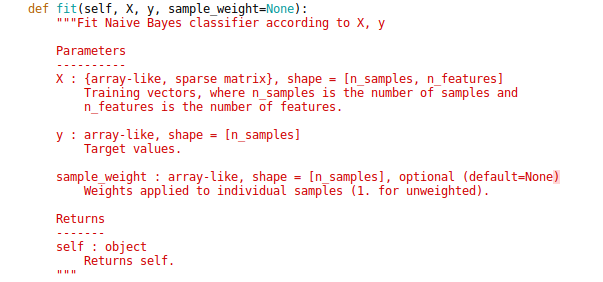 def fit(self, X, y, sample_weight=None):
    """Fit Naive Bayes classifier according to X, y

    Parameters
    ----------
    X : {array-like, sparse matrix}, shape = [n_samples, n_features]
        Training vectors, where n_samples is the number of samples and
        n_features is the number of features.

    y : array-like, shape = [n_samples]
        Target values.

    sample_weight : array-like, shape = [n_samples], optional (default=None)
        Weights applied to individual samples (1. for unweighted).

    Returns
    -------
    self : object
        Returns self.
    """